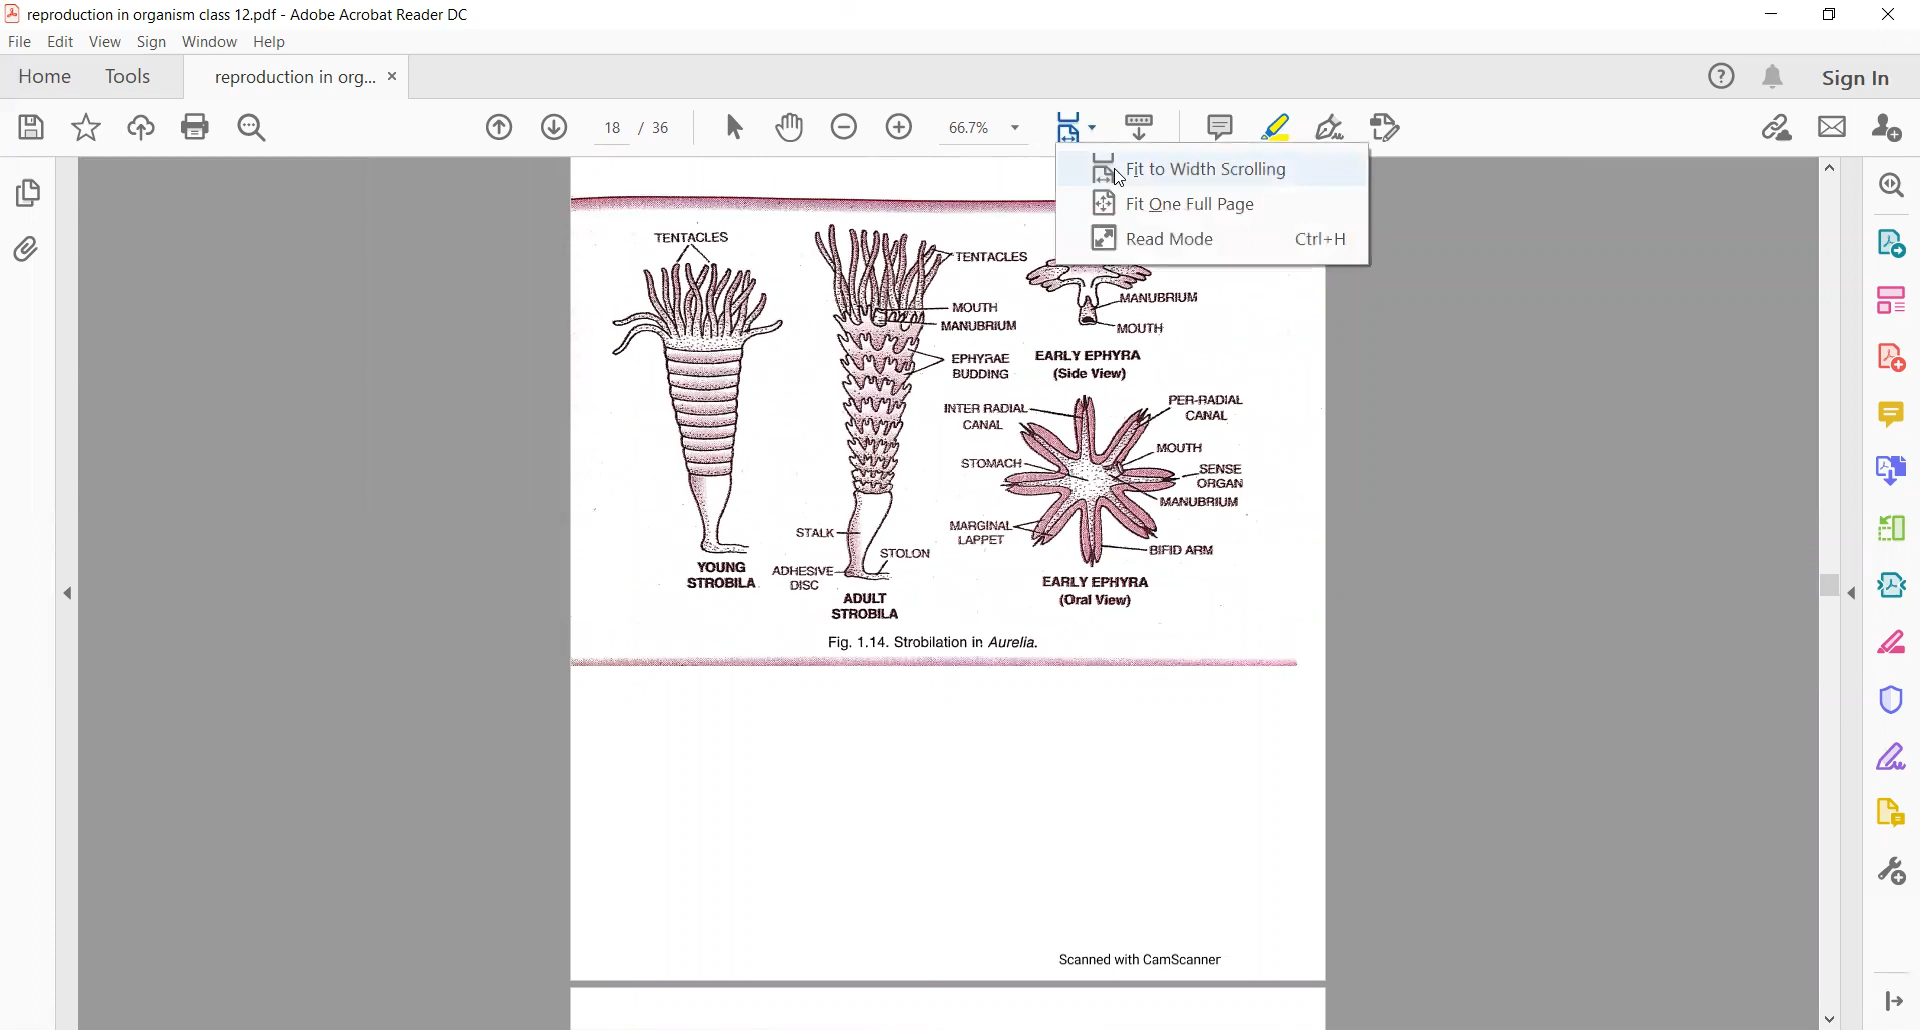 reproduction in organism class 12.pdf - Adobe Acrobat Reader DC
File Edit View Sign Window Help
Home Tools reproduction in org... ×
Sign In
18 / 36 66.7%
Fit to Width Scrolling
Fit One Full Page
Read Mode Ctrl+H
TENTACLES
TENTACLES
MOUTH
MANUBRIUM
EPHYRAE
BUDDING
STALK
STOLON
ADHESIVE
DISC
YOUNG
STROBILA
ADULT
STROBILA
MANUBRIUM
MOUTH
EARLY EPHYRA
(Side View)
INTER RADIAL
CANAL
PER-RADIAL
CANAL
MOUTH
STOMACH
SENSE
ORGAN
MANUBRIUM
MARGINAL
LAPPET
BIFID ARM
EARLY EPHYRA
(Oral View)
Fig. 1.14. Strobilation in Aurelia.
Scanned with CamScanner